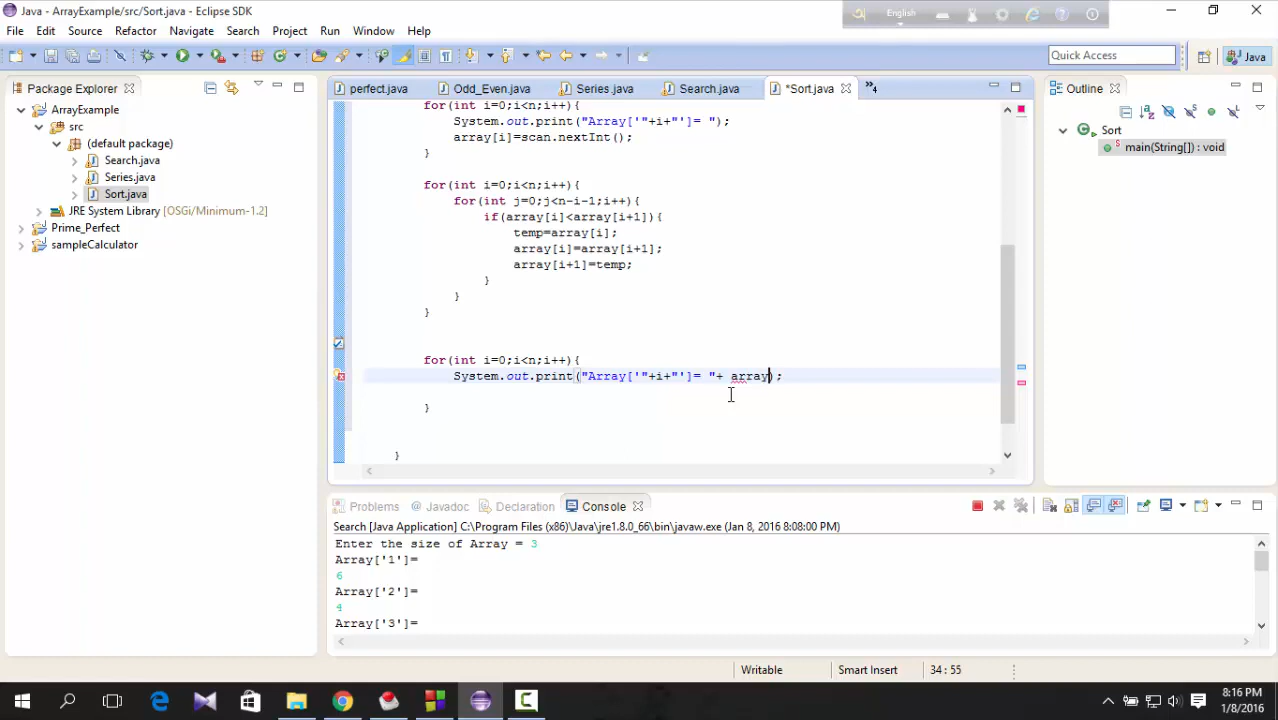 Java - ArrayExample/src/Sort.java - Eclipse SDK
English
File Edit Source Refactor Navigate Search Project Run Window Help
Quick Access
Java
Package Explorer
perfect.java
Odd_Even.java
Series.java
Search.java
*Sort.java
4
Outline
ArrayExample
src
(default package)
Search.java
Series.java
Sort.java
JRE System Library [OSGi/Minimum-1.2]
Prime_Perfect
sampleCalculator
for(int i=0;i<n;i++){
System.out.print("Array['"+i+"']= ");
array[i]=scan.nextInt();
}
for(int i=0;i<n;i++){
for(int j=0;j<n-i-1;i++){
if(array[i]<array[i+1]){
temp=array[i];
array[i]=array[i+1];
array[i+1]=temp;
}
}
}
for(int i=0;i<n;i++){
System.out.print("Array['"+i+"']= "+ array);
}
}
Sort
main(String[]) : void
Problems
@ Javadoc
Declaration
Console
Search [Java Application] C:\Program Files (x86)\Java\jre1.8.0_66\bin\javaw.exe (Jan 8, 2016 8:08:00 PM)
Enter the size of Array = 3
Array['1']=
6
Array['2']=
4
Array['3']=
Writable
Smart Insert
34 : 55
8:16 PM
1/8/2016